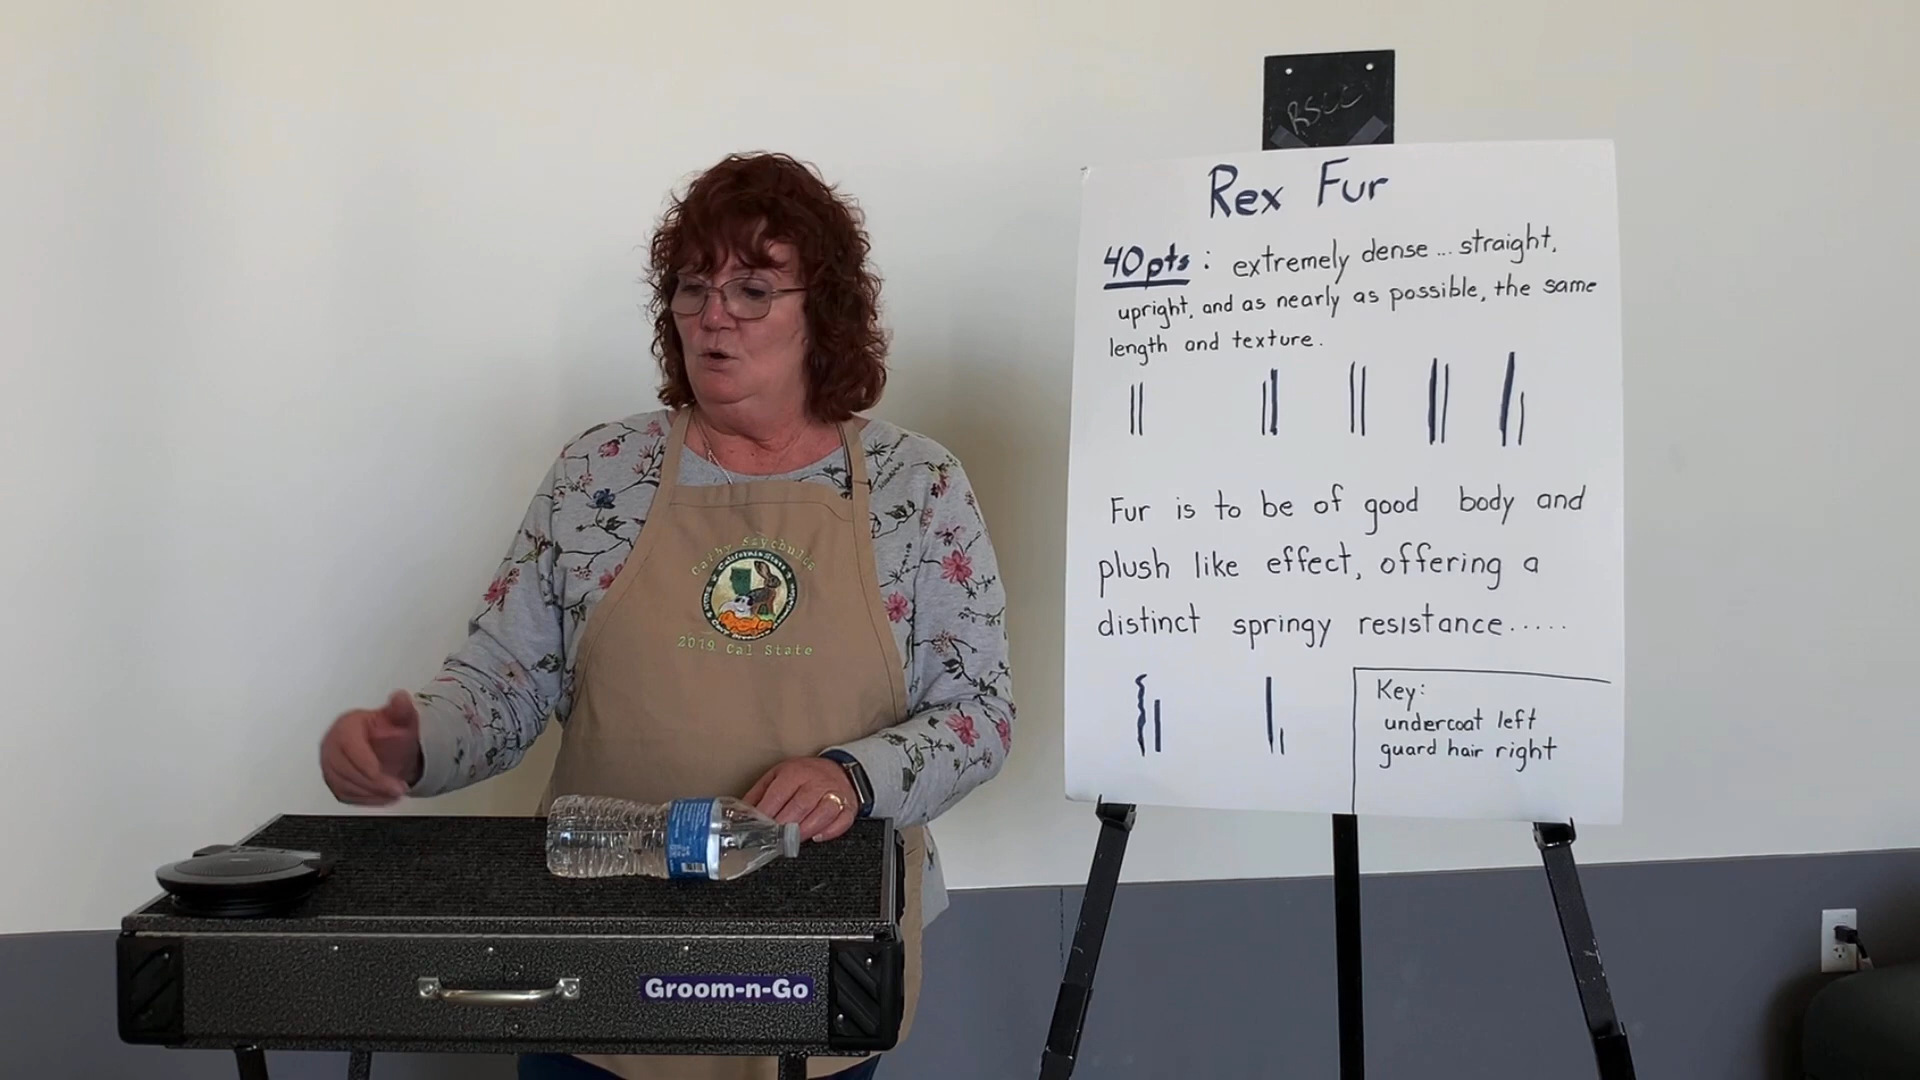 RSCC
Rex Fur
40pts: extremely dense... straight,
upright, and as nearly as possible, the same
length and texture.
Fur is to be of good body and
plush like effect, offering a
distinct springy resistance.....
Key:
undercoat left
guard hair right
California State
2019 Cal State
Groom-n-Go